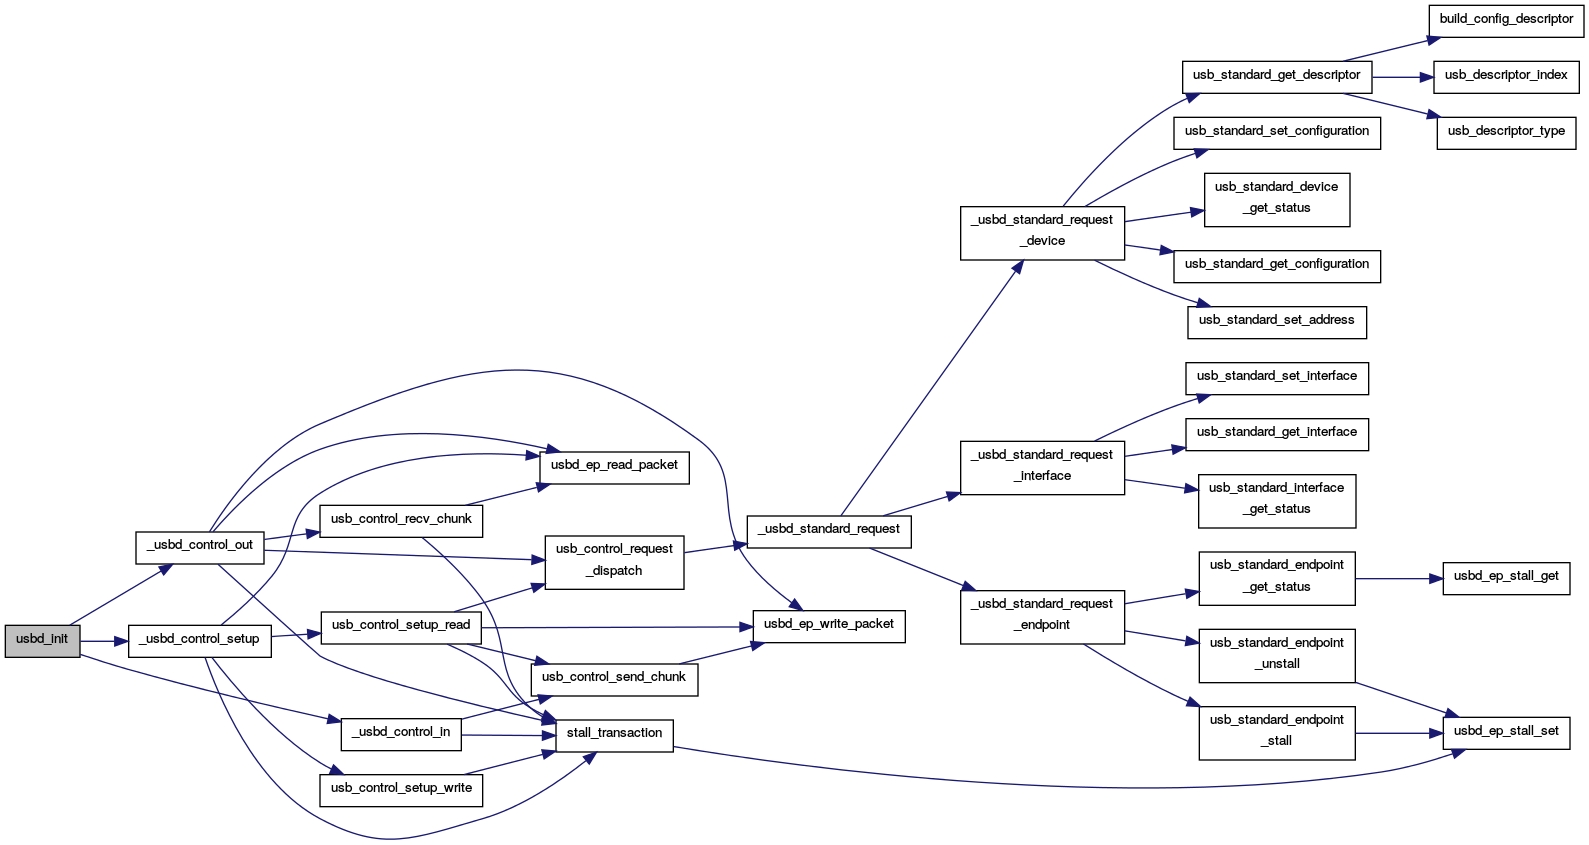 usbd_init
_usbd_control_out
_usbd_control_setup
_usbd_control_in
usb_control_recv_chunk
usb_control_setup_read
usb_control_setup_write
usbd_ep_read_packet
usb_control_request
_dispatch
usb_control_send_chunk
stall_transaction
_usbd_standard_request
usbd_ep_write_packet
_usbd_standard_request
_device
_usbd_standard_request
_interface
_usbd_standard_request
_endpoint
usb_standard_get_descriptor
usb_standard_set_configuration
usb_standard_device
_get_status
usb_standard_get_configuration
usb_standard_set_address
usb_standard_set_interface
usb_standard_get_interface
usb_standard_interface
_get_status
usb_standard_endpoint
_get_status
usb_standard_endpoint
_unstall
usb_standard_endpoint
_stall
build_config_descriptor
usb_descriptor_index
usb_descriptor_type
usbd_ep_stall_get
usbd_ep_stall_set